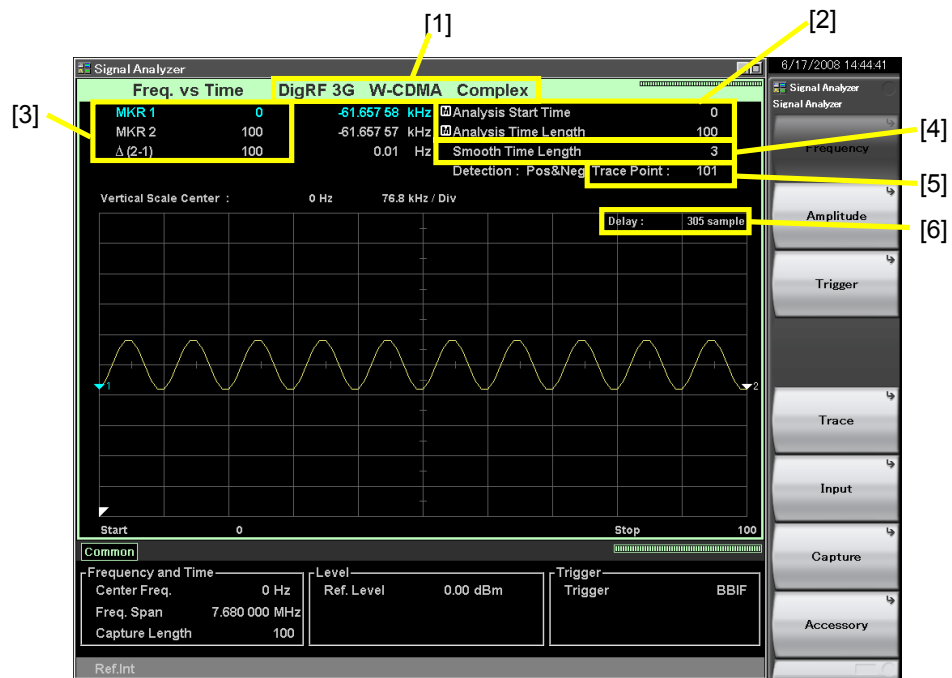 [1]
[2]
[3]
[4]
[5]
[6]
Signal Analyzer
6/17/2008 14:44:41
Freq. vs Time DigRF 3G W-CDMA Complex
MKR 1 0 -61.657 58 kHz M Analysis Start Time 0
MKR 2 100 -61.657 57 kHz M Analysis Time Length 100
Δ (2-1) 100 0.01 Hz Smooth Time Length 3
Detection : Pos&Neg Trace Point : 101
Vertical Scale Center : 0 Hz 76.8 kHz / Div
Delay : 305 sample
1
2
Start 0 Stop 100
Common
Frequency and Time
Center Freq. 0 Hz
Freq. Span 7.680 000 MHz
Capture Length 100
Level
Ref. Level 0.00 dBm
Trigger
Trigger BBIF
Ref.Int
Signal Analyzer
Signal Analyzer
Frequency
Amplitude
Trigger
Trace
Input
Capture
Accessory